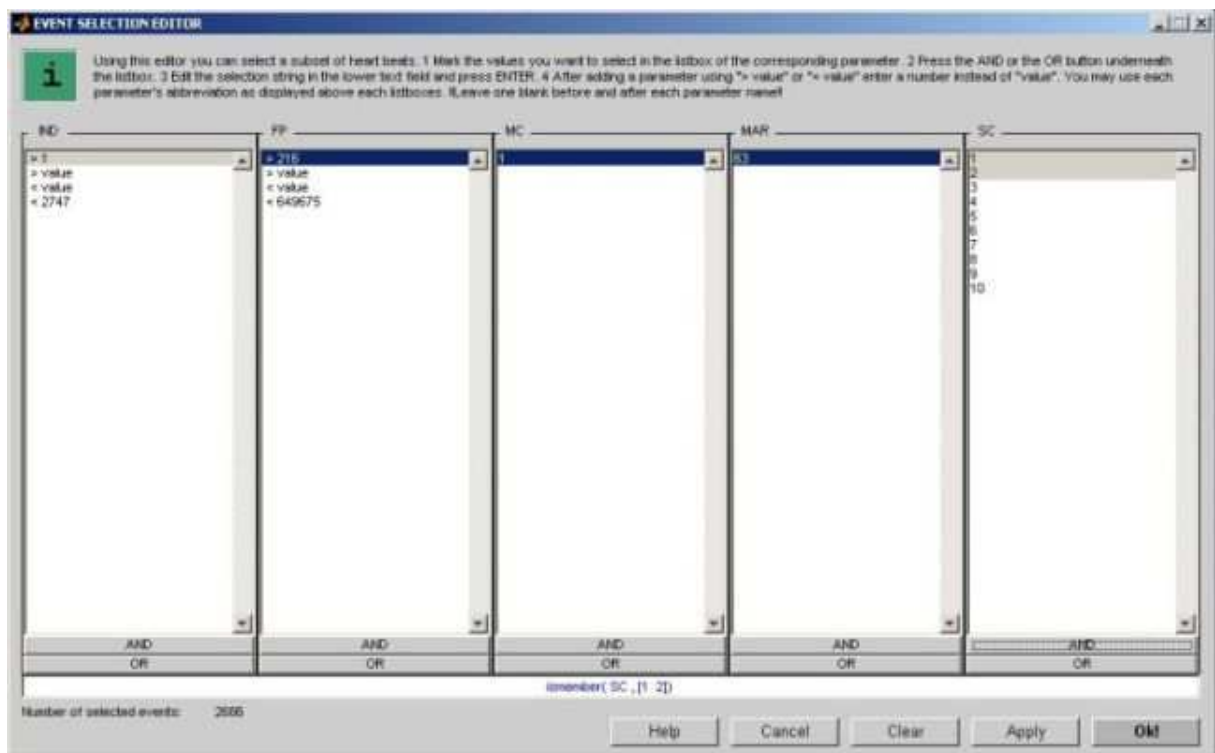 EVENT SELECTION EDITOR
i
Using this editor you can select a subset of heart beats. 1 Mark the values you want to select in the listbox of the corresponding parameter. 2 Press the AND or the OR button underneath
the listbox. 3 Edit the selection string in the lower text field and press ENTER. 4 After adding a parameter using "> value" or "< value" enter a number instead of "value". You may use each
parameter's abbreviation as displayed above each listboxes. !!Leave one blank before and after each parameter name!!
IND FP MC MAR SC
> 1 > 216 1 83 1
> value > value 2
< value < value 3
< 2747 < 649675 4
5
6
7
8
9
10
AND AND AND AND AND
OR OR OR OR OR
ismember( SC , [1 2])
Number of selected events:
Help Cancel Clear Apply Ok!